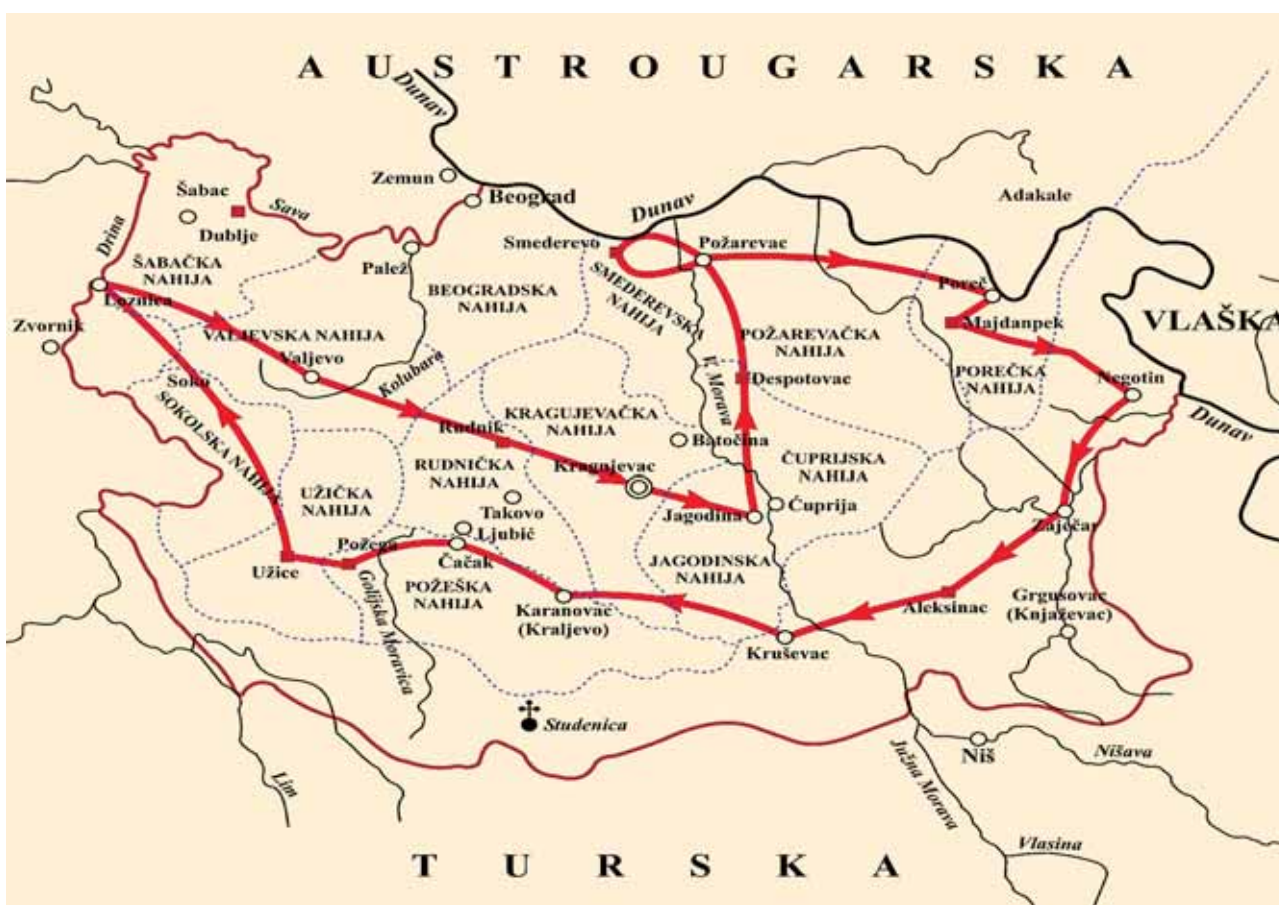 AUSTROUGARSKA
Dunav
Zemun
Beograd
Šabac
Sava
Dublje
Drina
ŠABAČKA
NAHIJA
Palež
BEOGRADSKA
NAHIJA
Smederevo
Dunav
Požarevac
SMEDEREVSKA
NAHIJA
Adakale
Poreč
Majdanpek
VLAŠKA
Loznica
Zvornik
VALJEVSKA NAHIJA
Valjevo
Kolubara
POŽAREVAČKA
NAHIJA
V. Morava
Despotovac
POREČKA
NAHIJA
Negotin
Dunav
Soko
SOKOLSKA NAHIJA
KRAGUJEVAČKA
NAHIJA
Rudnik
Batočina
RUDNIČKA
NAHIJA
Kragnjevac
ĆUPRIJSKA
NAHIJA
UŽIČKA
NAHIJA
Takovo
Ljubić
Jagodina
Ćuprija
Zaječar
Požega
Užice
Čačak
POŽEŠKA
NAHIJA
Golijska Moravica
JAGODINSKA
NAHIJA
Karanovac
(Kraljevo)
Aleksinac
Grgusovac
(Knjaževac)
Kruševac
Studenica
Niš
Nišava
Južna Morava
Lim
Vlasina
TURSKA